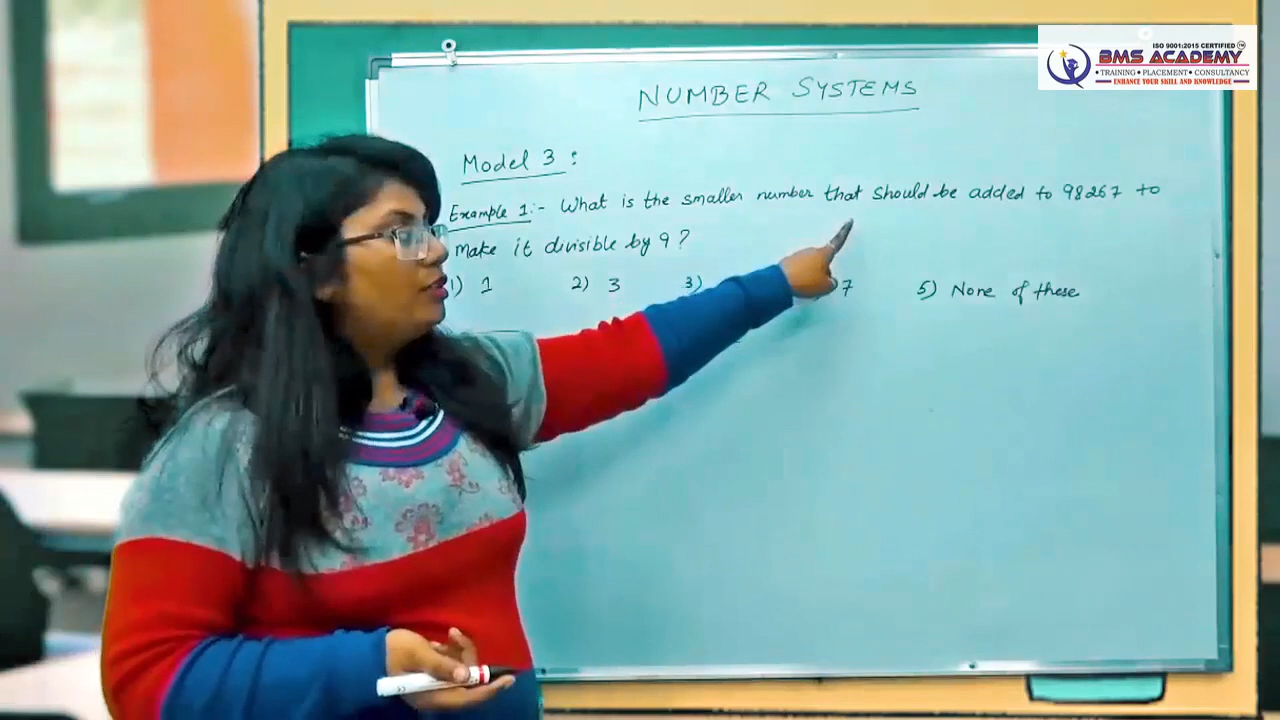 ISO 9001:2015 CERTIFIED TM
BMS ACADEMY
• TRAINING • PLACEMENT • CONSULTANCY
ENHANCE YOUR SKILL AND KNOWLEDGE
NUMBER SYSTEMS
Model 3 :
Example 1:- What is the smaller number that should be added to 98267 to
make it divisible by 9 ?
1) 1 2) 3 3) 7 5) None of these